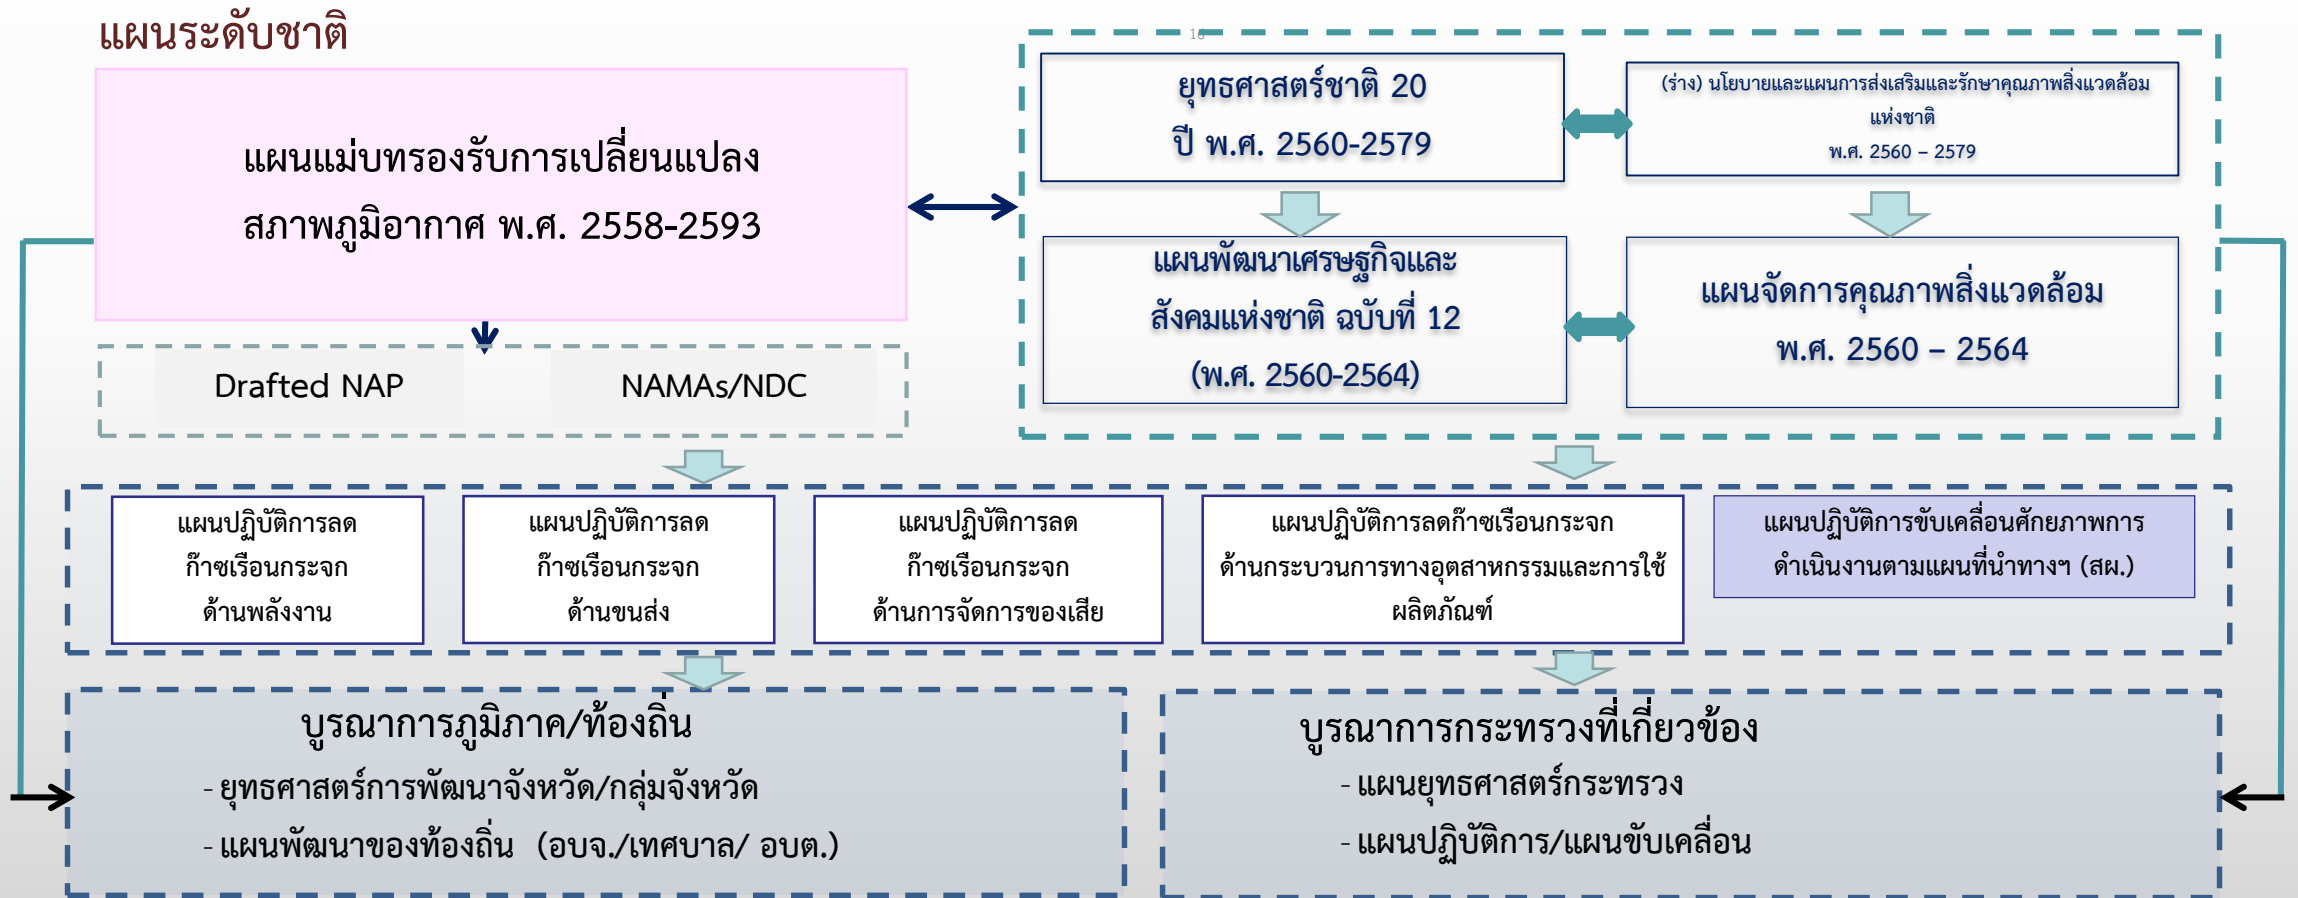 แผนระดับชาติ
16
แผนแม่บทรองรับการเปลี่ยนแปลง
สภาพภูมิอากาศ พ.ศ. 2558-2593
ยุทธศาสตร์ชาติ 20
ปี พ.ศ. 2560-2579
(ร่าง) นโยบายและแผนการส่งเสริมและรักษาคุณภาพสิ่งแวดล้อม
แห่งชาติ
พ.ศ. 2560 – 2579
แผนพัฒนาเศรษฐกิจและ
สังคมแห่งชาติ ฉบับที่ 12
(พ.ศ. 2560-2564)
แผนจัดการคุณภาพสิ่งแวดล้อม
พ.ศ. 2560 – 2564
Drafted NAP
NAMAs/NDC
แผนปฏิบัติการลด
ก๊าซเรือนกระจก
ด้านพลังงาน
แผนปฏิบัติการลด
ก๊าซเรือนกระจก
ด้านขนส่ง
แผนปฏิบัติการลด
ก๊าซเรือนกระจก
ด้านการจัดการของเสีย
แผนปฏิบัติการลดก๊าซเรือนกระจก
ด้านกระบวนการทางอุตสาหกรรมและการใช้
ผลิตภัณฑ์
แผนปฏิบัติการขับเคลื่อนศักยภาพการ
ดำเนินงานตามแผนที่นำทางฯ (สผ.)
บูรณาการภูมิภาค/ท้องถิ่น
- ยุทธศาสตร์การพัฒนาจังหวัด/กลุ่มจังหวัด
- แผนพัฒนาของท้องถิ่น (อบจ./เทศบาล/ อบต.)
บูรณาการกระทรวงที่เกี่ยวข้อง
- แผนยุทธศาสตร์กระทรวง
- แผนปฏิบัติการ/แผนขับเคลื่อน